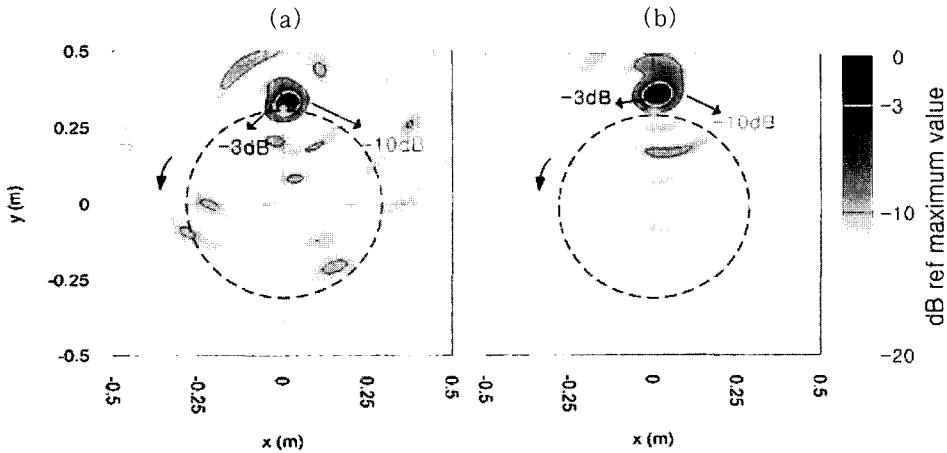 (a) (b)
0.5
0.25
0
-0.25
-0.5
y (m)
-3dB
-10dB
-3dB
-10dB
0.5 0.25 0 0.25 0.5
0.5 0.25 0 0.25 0.5
x (m) x (m)
0
-3
-10
-20
dB ref maximum value